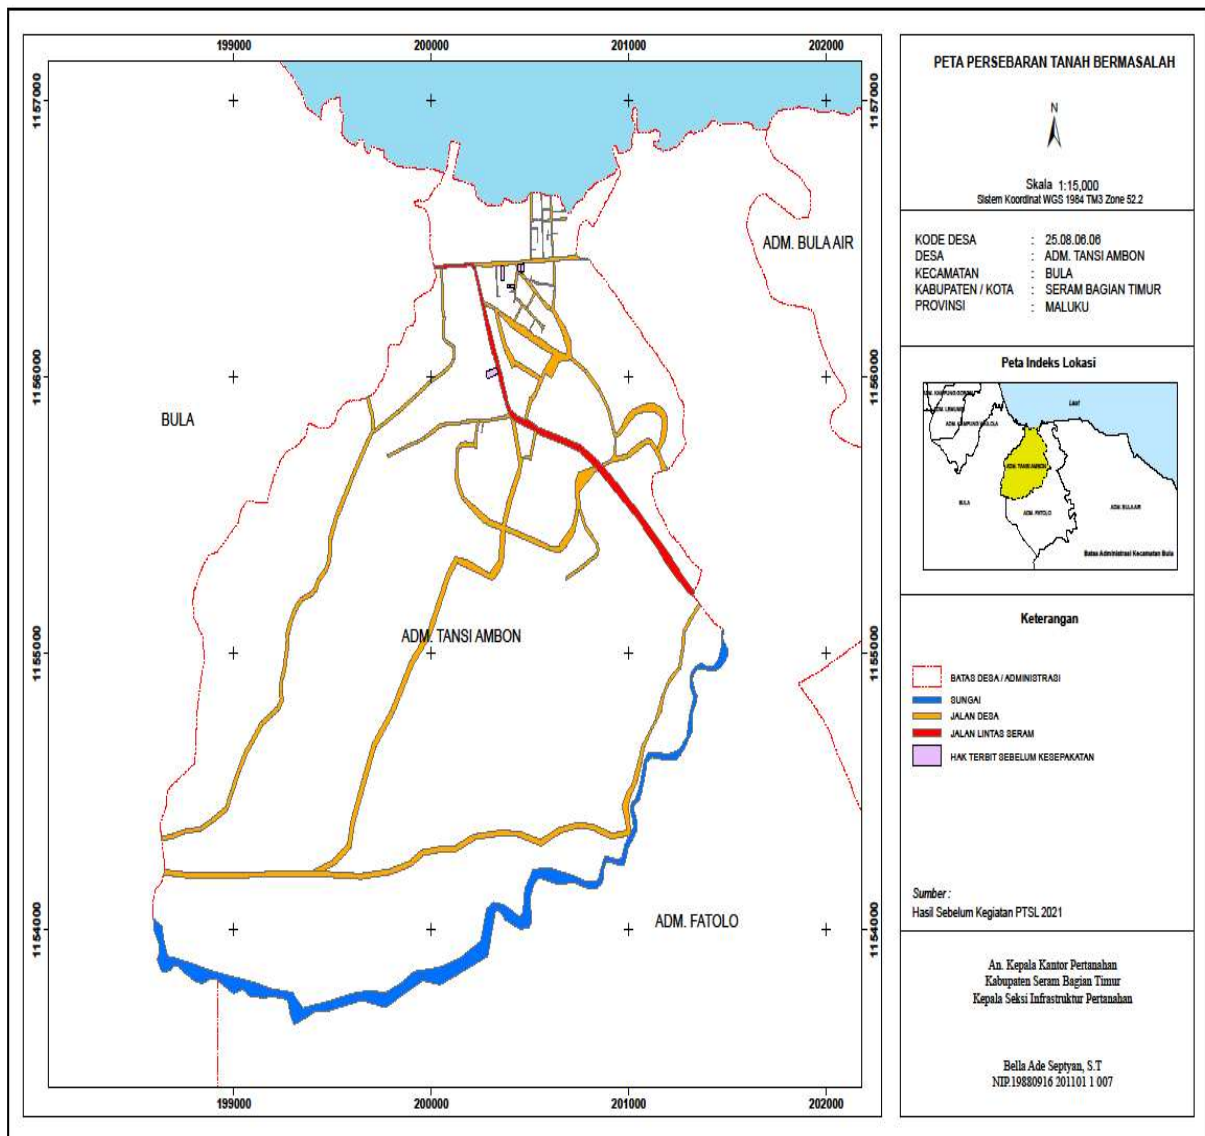 199000 200000 201000 202000
1157000 1157000
ADM. BULA AIR
1156000 1156000
BULA
ADM. TANSI AMBON
1155000 1155000
ADM. FATOLO
1154000 1154000
199000 200000 201000 202000
PETA PERSEBARAN TANAH BERMASALAH
N
Skala 1:15,000
Sistem Koordinat WGS 1984 TM3 Zone 52.2
KODE DESA : 25.08.06.06
DESA : ADM. TANSI AMBON
KECAMATAN : BULA
KABUPATEN / KOTA : SERAM BAGIAN TIMUR
PROVINSI : MALUKU
Peta Indeks Lokasi
Laut
ADM. TANSI AMBON
BULA
ADM. FATOLO
ADM. BULA AIR
Batas Administrasi Kecamatan Bula
Keterangan
BATAS DESA / ADMINISTRASI
SUNGAI
JALAN DESA
JALAN LINTAS SERAM
HAK TERBIT SEBELUM KESEPAKATAN
Sumber :
Hasil Sebelum Kegiatan PTSL 2021
An. Kepala Kantor Pertanahan
Kabupaten Seram Bagian Timur
Kepala Seksi Infrastruktur Pertanahan
Bella Ade Septyan, S.T
NIP.19880916 201101 1 007